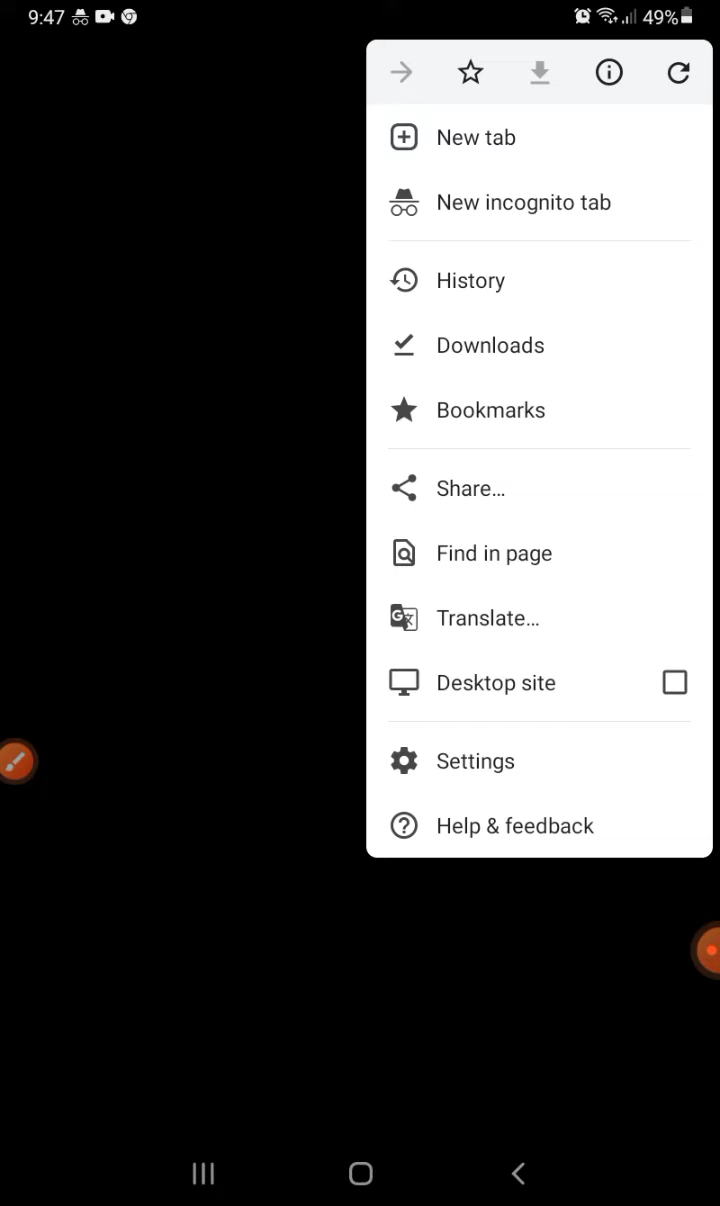 9:47
49%
New tab
New incognito tab
History
Downloads
Bookmarks
Share...
Find in page
Translate...
Desktop site
Settings
Help & feedback